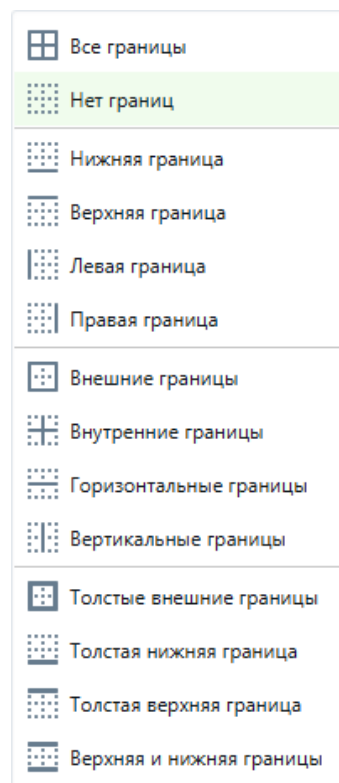 Все границы
Нет границ
Нижняя граница
Верхняя граница
Левая граница
Правая граница
Внешние границы
Внутренние границы
Горизонтальные границы
Вертикальные границы
Толстые внешние границы
Толстая нижняя граница
Толстая верхняя граница
Верхняя и нижняя границы